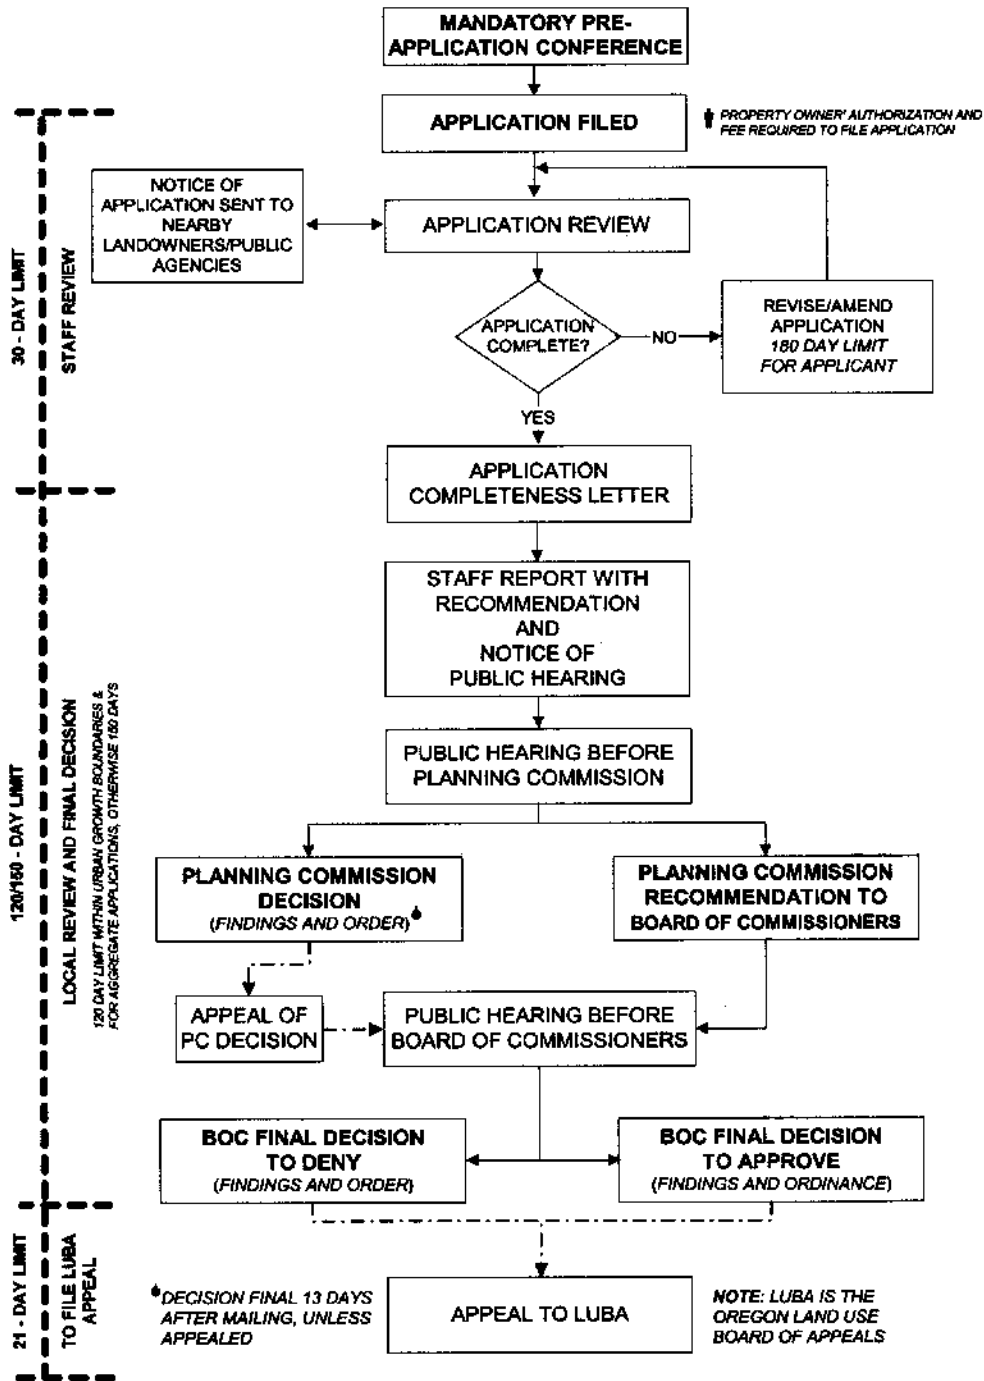 MANDATORY PRE-
APPLICATION CONFERENCE
APPLICATION FILED
PROPERTY OWNER' AUTHORIZATION AND
FEE REQUIRED TO FILE APPLICATION
NOTICE OF
APPLICATION SENT TO
NEARBY
LANDOWNERS/PUBLIC
AGENCIES
APPLICATION REVIEW
30 - DAY LIMIT
STAFF REVIEW
APPLICATION
COMPLETE?
NO
REVISE/AMEND
APPLICATION
180 DAY LIMIT
FOR APPLICANT
YES
APPLICATION
COMPLETENESS LETTER
STAFF REPORT WITH
RECOMMENDATION
AND
NOTICE OF
PUBLIC HEARING
120/150 - DAY LIMIT
LOCAL REVIEW AND FINAL DECISION
120 DAY LIMIT WITHIN URBAN GROWTH BOUNDARIES &
FOR AGGREGATE APPLICATIONS, OTHERWISE 150 DAYS
PUBLIC HEARING BEFORE
PLANNING COMMISSION
PLANNING COMMISSION
DECISION
(FINDINGS AND ORDER)
PLANNING COMMISSION
RECOMMENDATION TO
BOARD OF COMMISSIONERS
APPEAL OF
PC DECISION
PUBLIC HEARING BEFORE
BOARD OF COMMISSIONERS
BOC FINAL DECISION
TO DENY
(FINDINGS AND ORDER)
BOC FINAL DECISION
TO APPROVE
(FINDINGS AND ORDINANCE)
21 - DAY LIMIT
TO FILE LUBA
APPEAL
DECISION FINAL 13 DAYS
AFTER MAILING, UNLESS
APPEALED
APPEAL TO LUBA
NOTE: LUBA IS THE
OREGON LAND USE
BOARD OF APPEALS